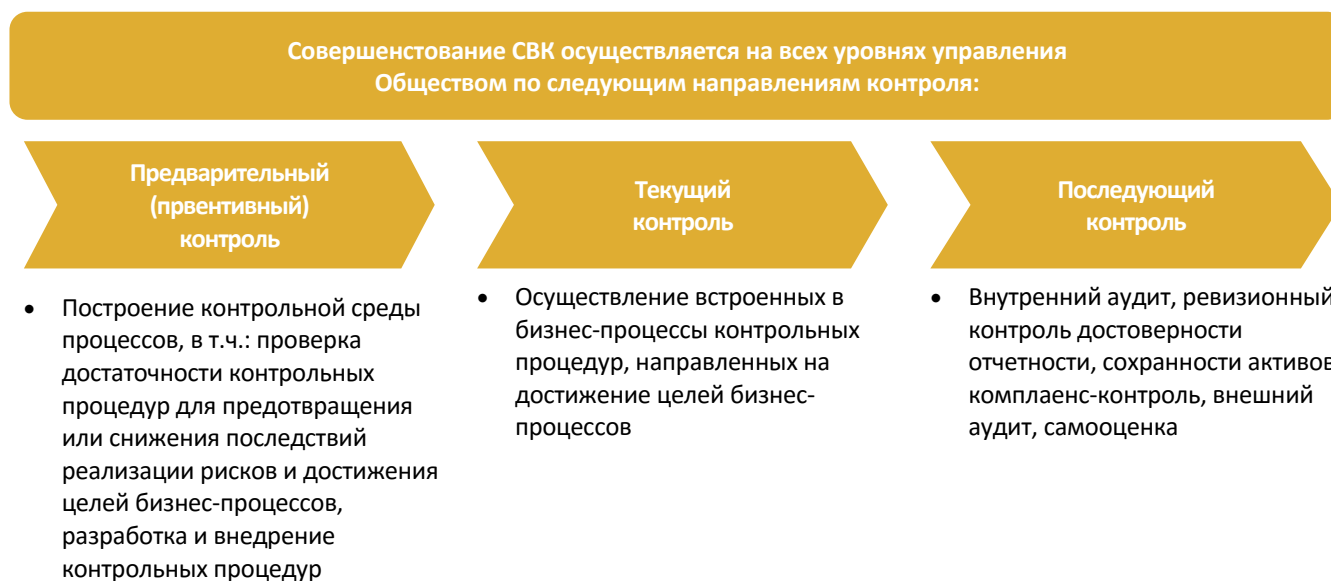 Совершенстование СВК осуществляется на всех уровнях управления
Обществом по следующим направлениям контроля:
Предварительный
(првентивный)
контроль
• Построение контрольной среды
процессов, в т.ч.: проверка
достаточности контрольных
процедур для предотвращения
или снижения последствий
реализации рисков и достижения
целей бизнес-процессов,
разработка и внедрение
контрольных процедур
Текущий
контроль
• Осуществление встроенных в
бизнес-процессы контрольных
процедур, направленных на
достижение целей бизнес-
процессов
Последующий
контроль
• Внутренний аудит, ревизионный
контроль достоверности
отчетности, сохранности активов
комплаенс-контроль, внешний
аудит, самооценка